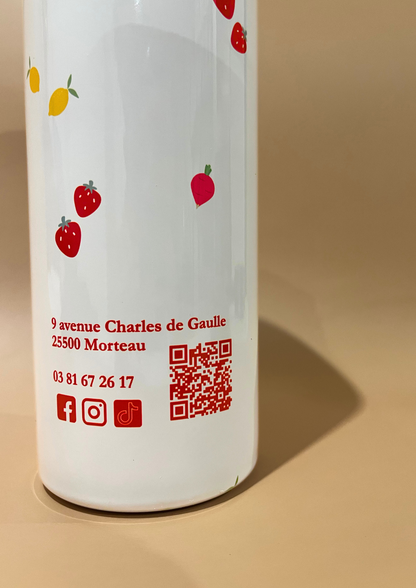 9 avenue Charles de Gaulle
25500 Morteau
03 81 67 26 17